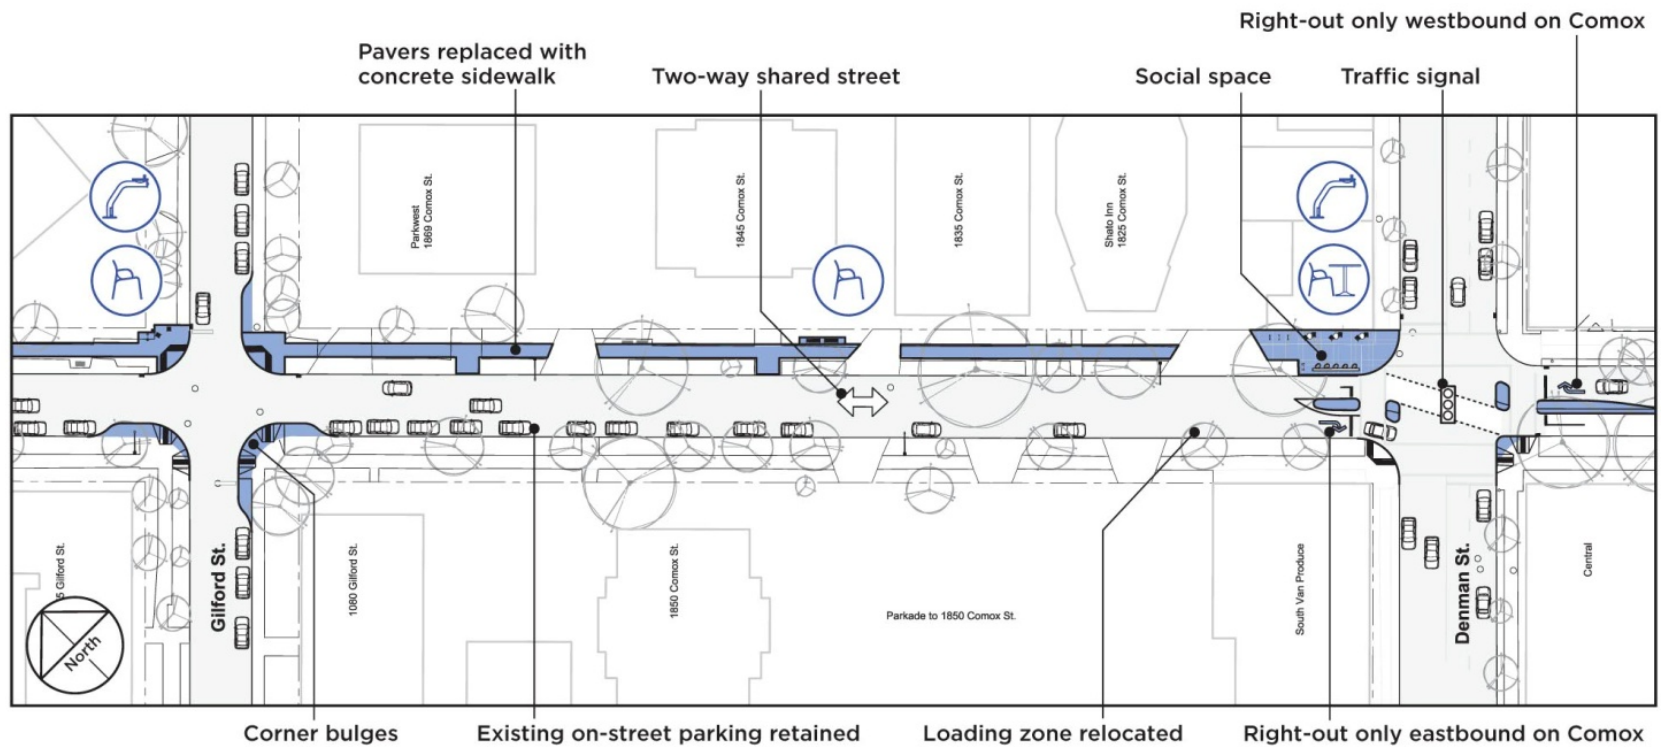 Right-out only westbound on Comox
Pavers replaced with
concrete sidewalk
Two-way shared street
Social space
Traffic signal
Parkwest
1869 Comox St.
1845 Comox St.
1835 Comox St.
Shato Inn
1825 Comox St.
5 Gilford St.
Gilford St.
1080 Gilford St.
1850 Comox St.
Parkade to 1850 Comox St.
South Van Produce
Denman St.
Central
North
Corner bulges
Existing on-street parking retained
Loading zone relocated
Right-out only eastbound on Comox